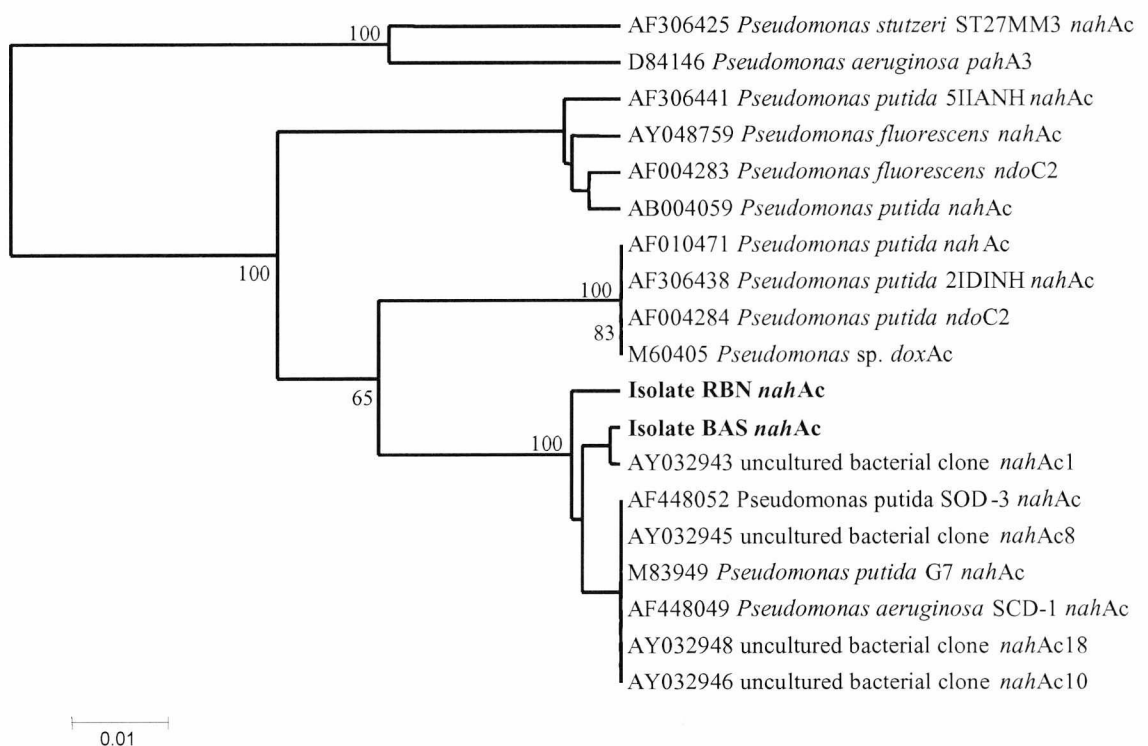 100
AF306425 Pseudomonas stutzeri ST27MM3 nahAc
D84146 Pseudomonas aeruginosa pahA3
AF306441 Pseudomonas putida 5IIANH nahAc
AY048759 Pseudomonas fluorescens nahAc
AF004283 Pseudomonas fluorescens ndoC2
AB004059 Pseudomonas putida nahAc
100
AF010471 Pseudomonas putida nahAc
100
AF306438 Pseudomonas putida 2IDINH nahAc
AF004284 Pseudomonas putida ndoC2
83
M60405 Pseudomonas sp. doxAc
65
Isolate RBN nahAc
Isolate BAS nahAc
100
AY032943 uncultured bacterial clone nahAc1
AF448052 Pseudomonas putida SOD-3 nahAc
AY032945 uncultured bacterial clone nahAc8
M83949 Pseudomonas putida G7 nahAc
AF448049 Pseudomonas aeruginosa SCD-1 nahAc
AY032948 uncultured bacterial clone nahAc18
AY032946 uncultured bacterial clone nahAc10
0.01